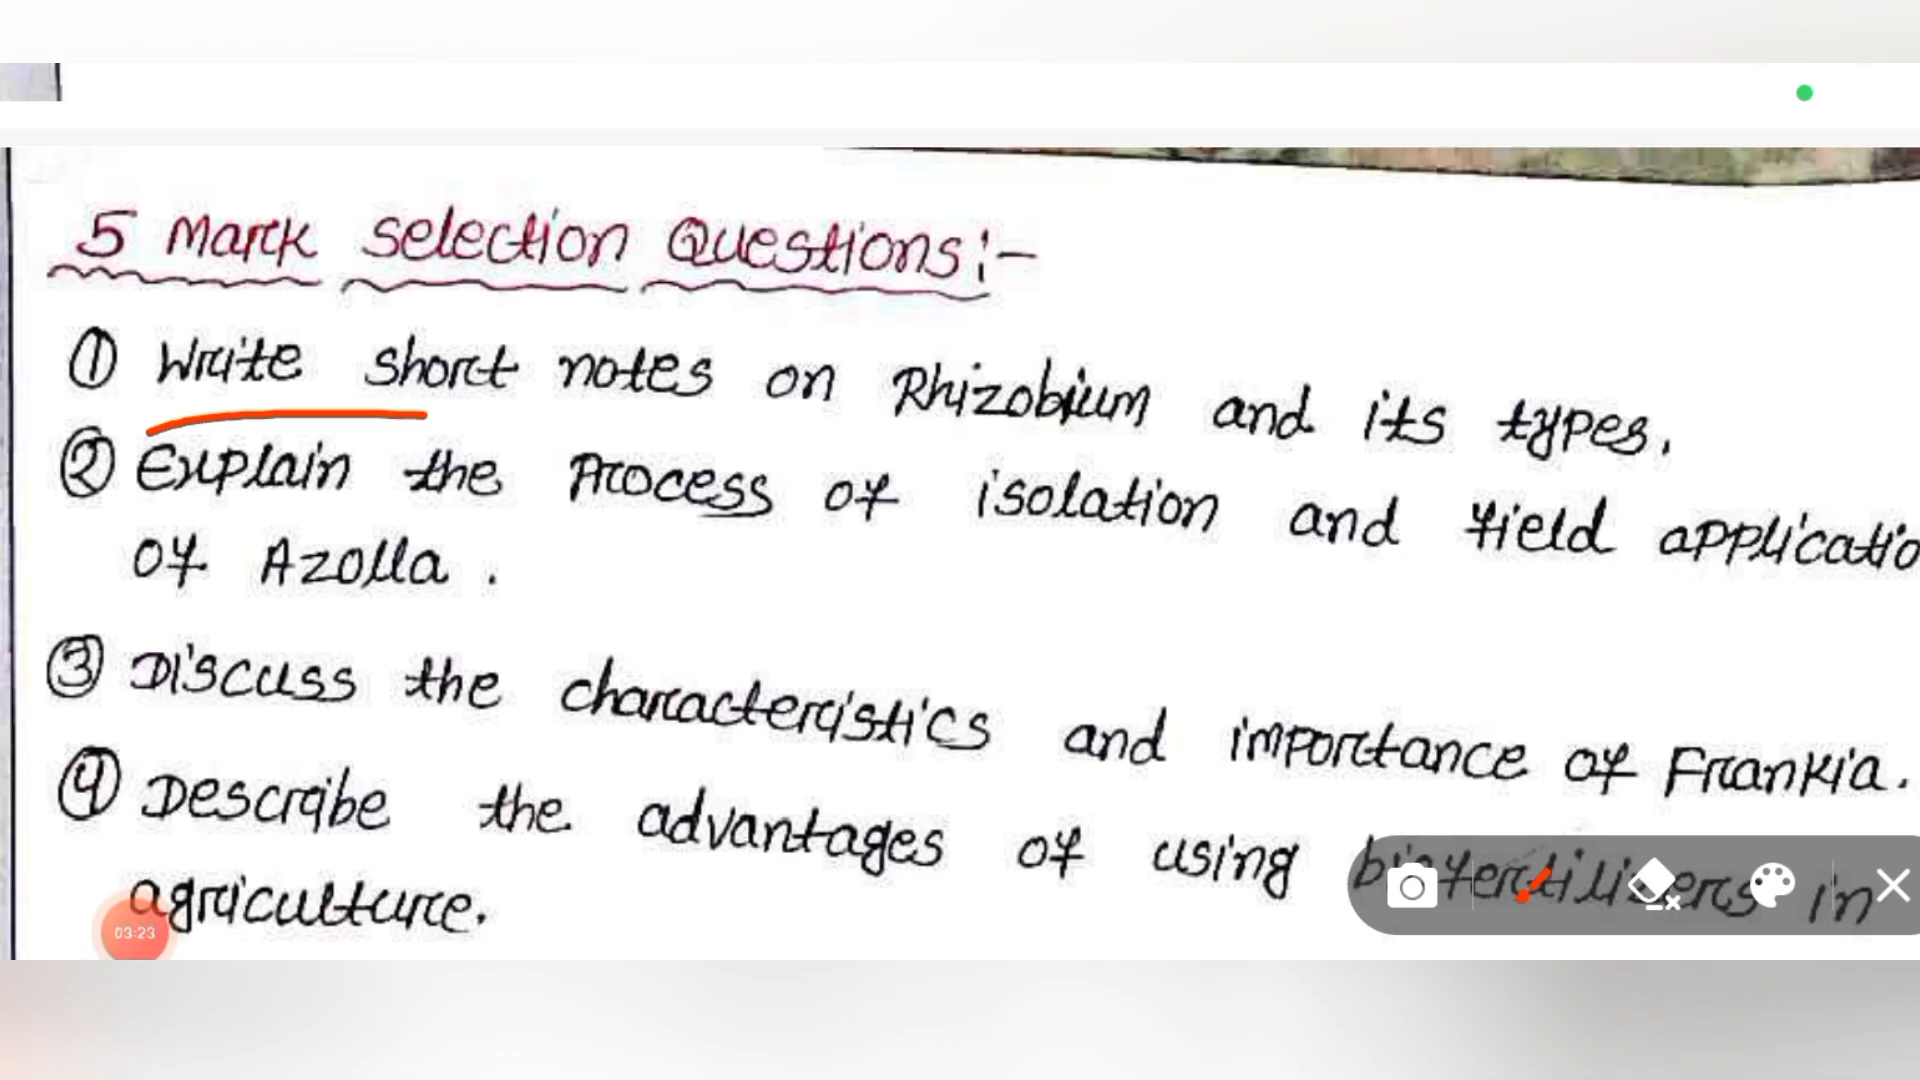 5 Mark selection Questions:-
① Write short notes on Rhizobium and its types.
② Explain the Process of isolation and field applicatio
of Azolla.
③ Discuss the characteristics and importance of Frankia.
④ Describe the advantages of using biofertilizers in
agriculture.
03:23